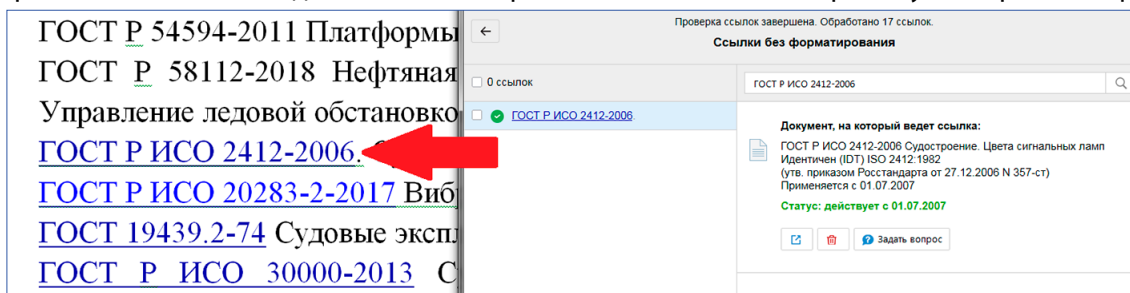 ГОСТ Р 54594-2011 Платформы
ГОСТ Р 58112-2018 Нефтяная
Управление ледовой обстановко
ГОСТ Р ИСО 2412-2006.
ГОСТ Р ИСО 20283-2-2017 Виб
ГОСТ 19439.2-74 Судовые экспл
ГОСТ Р ИСО 30000-2013 С
Проверка ссылок завершена. Обработано 17 ссылок.
Ссылки без форматирования
0 ссылок
ГОСТ Р ИСО 2412-2006.
ГОСТ Р ИСО 2412-2006
Документ, на который ведет ссылка:
ГОСТ Р ИСО 2412-2006 Судостроение. Цвета сигнальных ламп
Идентичен (IDT) ISO 2412:1982
(утв. приказом Росстандарта от 27.12.2006 N 357-ст)
Применяется с 01.07.2007
Статус: действует с 01.07.2007
Задать вопрос